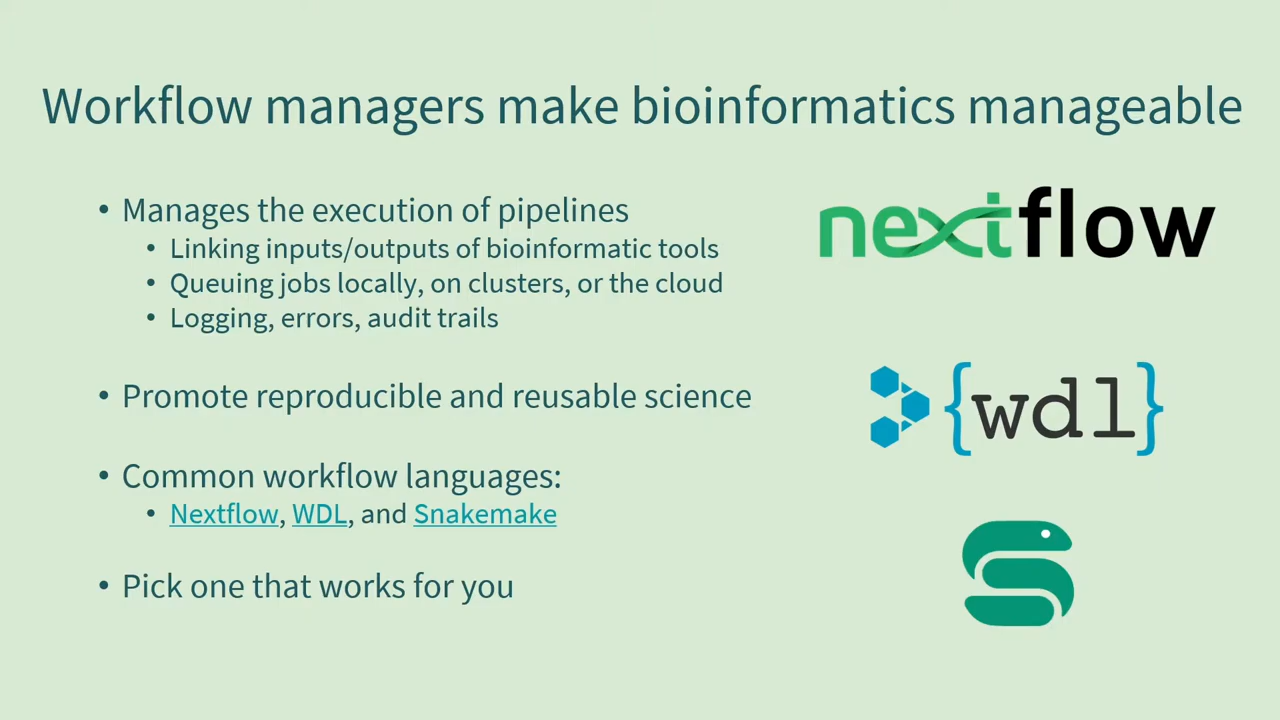 Workflow managers make bioinformatics manageable
• Manages the execution of pipelines
• Linking inputs/outputs of bioinformatic tools
• Queuing jobs locally, on clusters, or the cloud
• Logging, errors, audit trails
• Promote reproducible and reusable science
• Common workflow languages:
• Nextflow, WDL, and Snakemake
• Pick one that works for you
nextflow
{wdl}